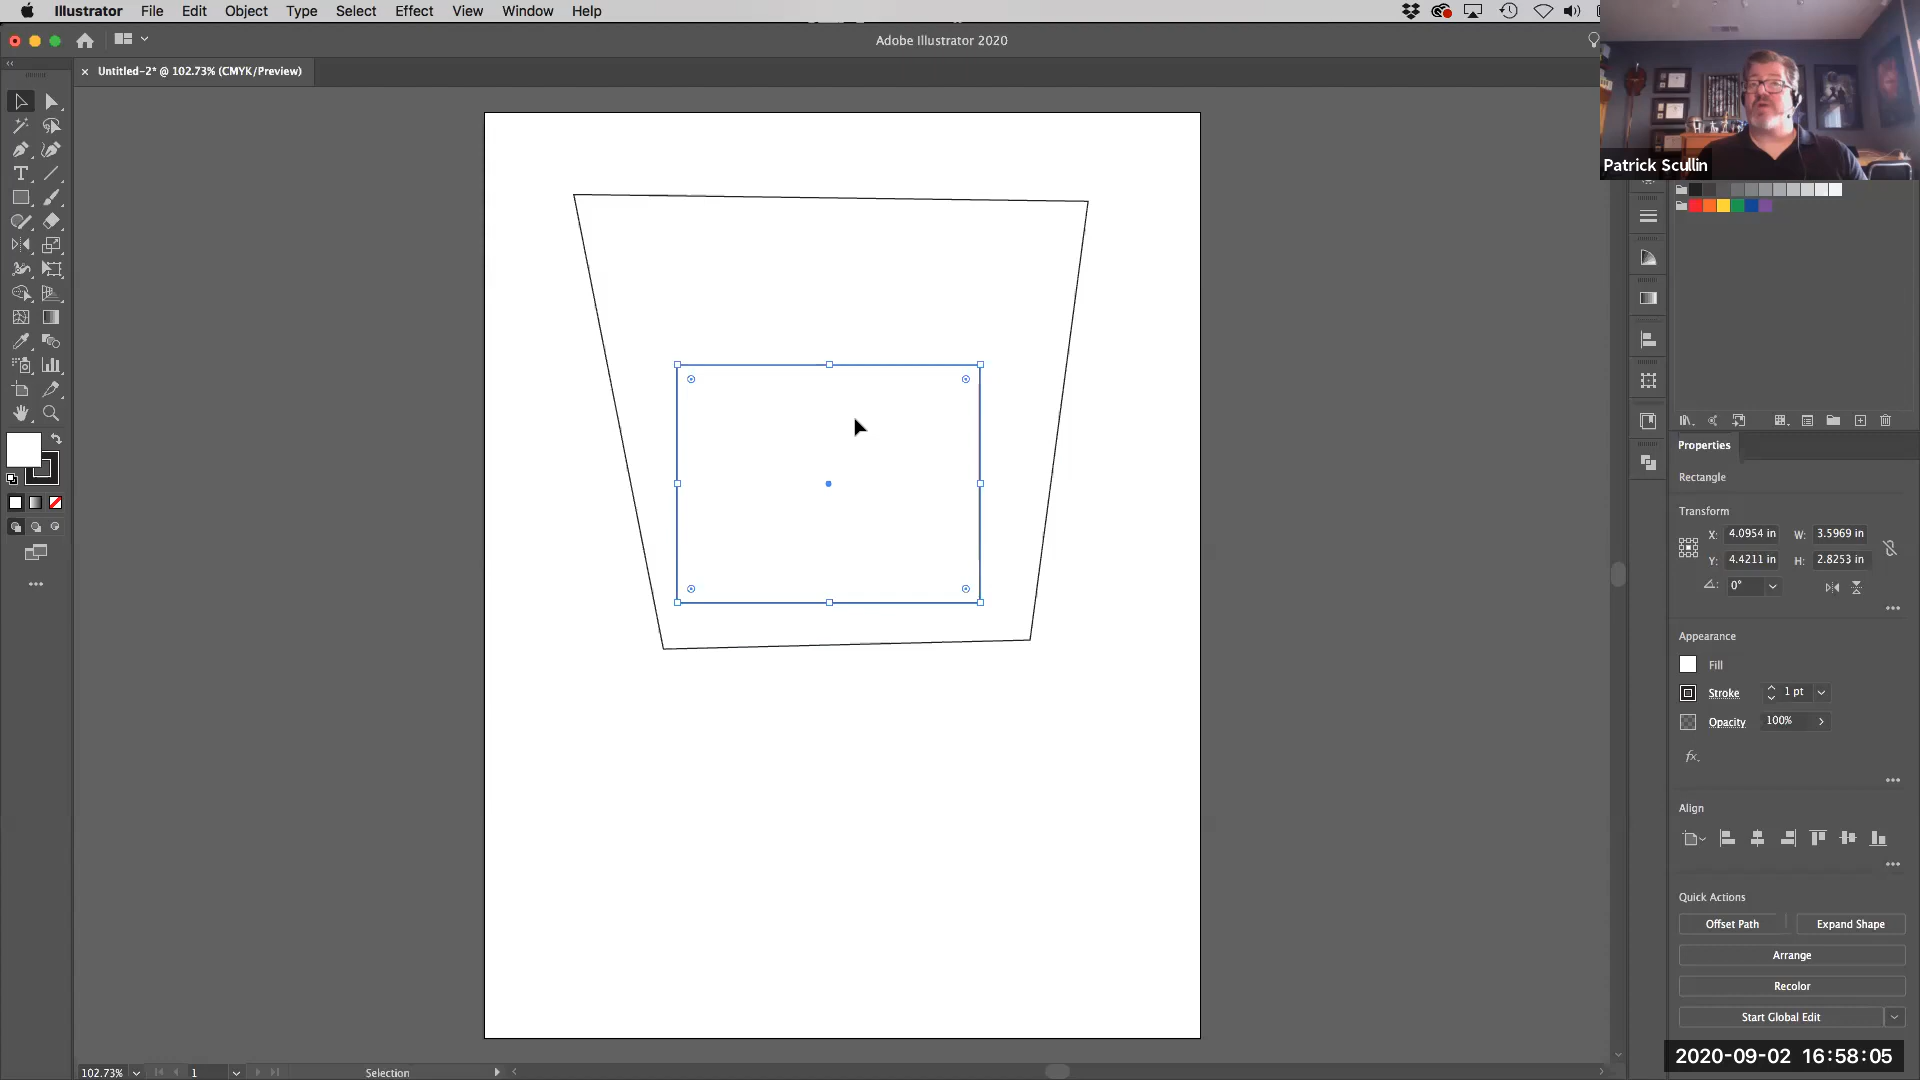 Illustrator File Edit Object Type Select Effect View Window Help
Adobe Illustrator 2020
× Untitled-2* @ 102.73% (CMYK/Preview)
Patrick Scullin
Properties
Rectangle
Transform
X: 4.0954 in W: 3.5969 in
Y: 4.4211 in H: 2.8253 in
0°
Appearance
Fill
Stroke 1 pt
Opacity 100%
fx.
Align
Quick Actions
Offset Path Expand Shape
Arrange
Recolor
Start Global Edit
2020-09-02 16:58:05
102.73% 1 Selection